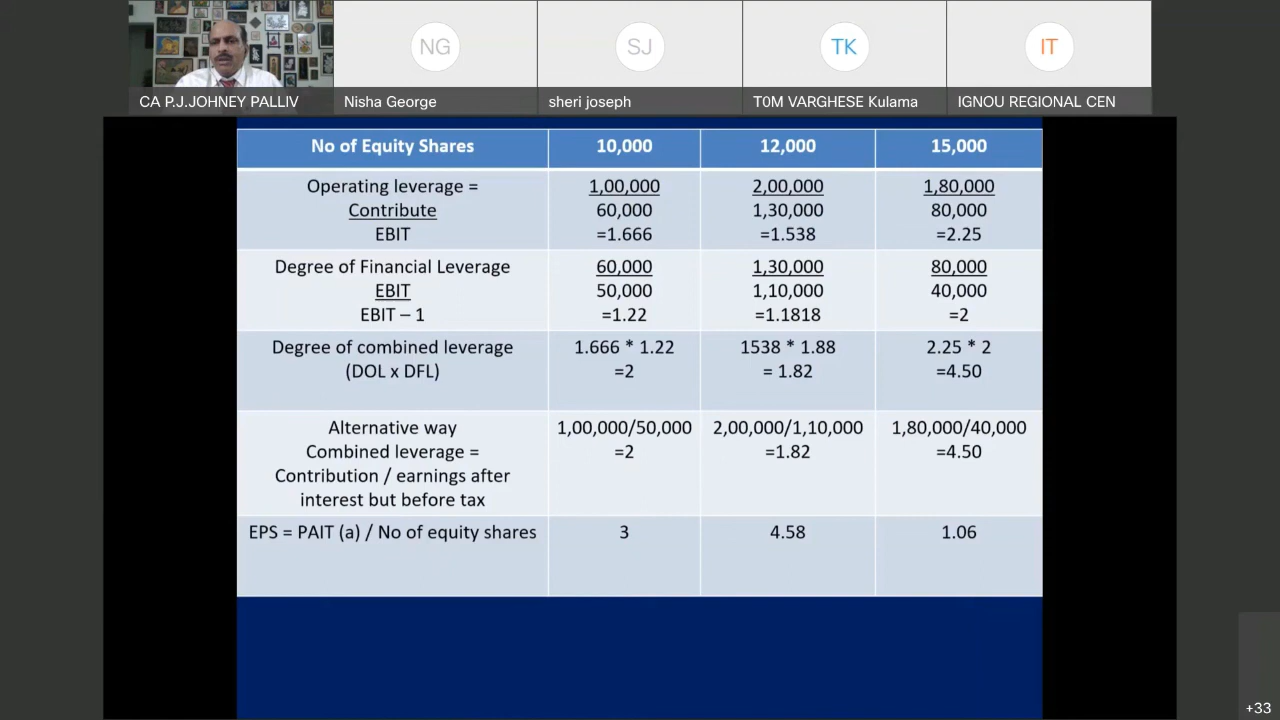 NG
SJ
TK
IT
CA P.J.JOHNEY PALLIV
Nisha George
sheri joseph
T0M VARGHESE Kulama
IGNOU REGIONAL CEN
No of Equity Shares
10,000
12,000
15,000
Operating leverage =
Contribute
EBIT
1,00,000
60,000
=1.666
2,00,000
1,30,000
=1.538
1,80,000
80,000
=2.25
Degree of Financial Leverage
EBIT
EBIT – 1
60,000
50,000
=1.22
1,30,000
1,10,000
=1.1818
80,000
40,000
=2
Degree of combined leverage
(DOL x DFL)
1.666 * 1.22
=2
1538 * 1.88
= 1.82
2.25 * 2
=4.50
Alternative way
Combined leverage =
Contribution / earnings after
interest but before tax
1,00,000/50,000
=2
2,00,000/1,10,000
=1.82
1,80,000/40,000
=4.50
EPS = PAIT (a) / No of equity shares
3
4.58
1.06
+33